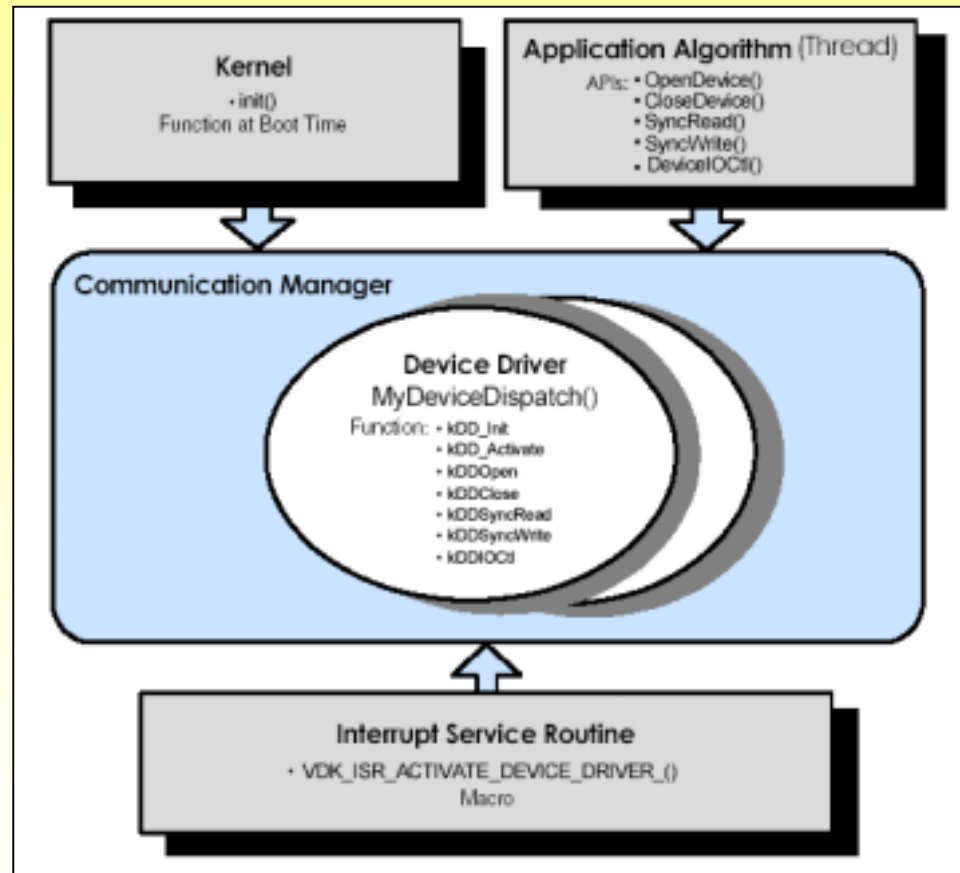 Kernel
• init()
Function at Boot Time
Application Algorithm (Thread)
APIs: • OpenDevice()
• CloseDevice()
• SyncRead()
• SyncWrite()
• DeviceIOCtl()
Communication Manager
Device Driver
MyDeviceDispatch()
Function: • kDD_Init
• kDD_Activate
• kDDOpen
• kDDClose
• kDDSyncRead
• kDDSyncWrite
• kDDIOCtl
Interrupt Service Routine
• VDK_ISR_ACTIVATE_DEVICE_DRIVER_()
Macro